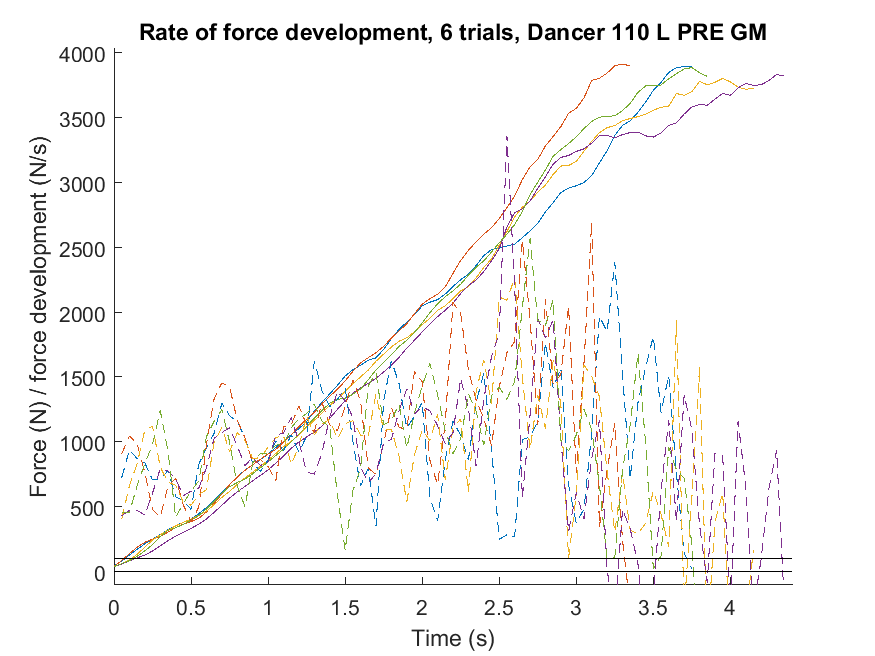 Rate of force development, 6 trials, Dancer 110 L PRE GM
Force (N) / force development (N/s)
4000
3500
3000
2500
2000
1500
1000
500
0
0 0.5 1 1.5 2 2.5 3 3.5 4
Time (s)